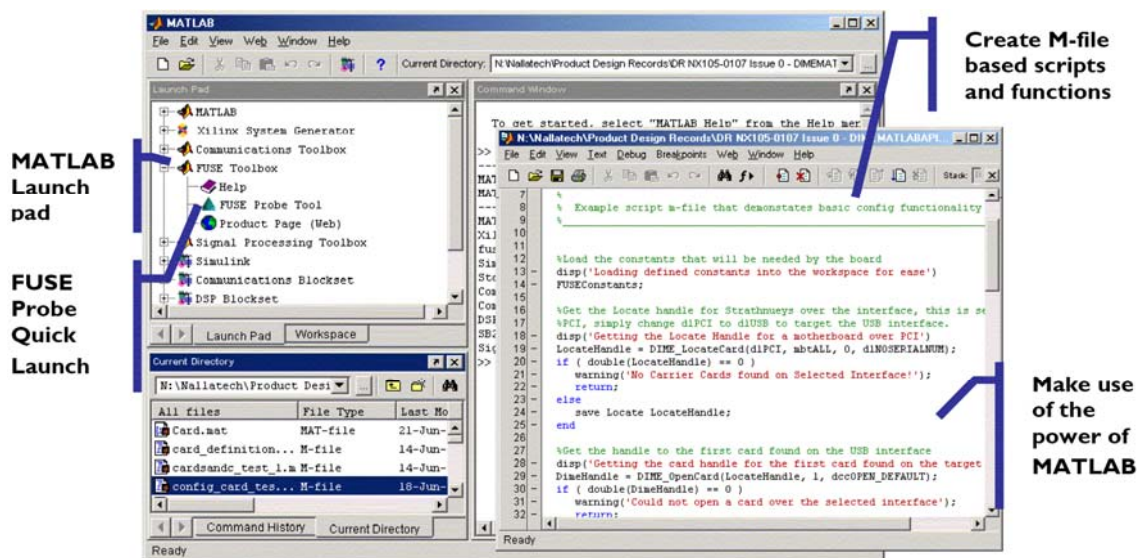 MATLAB
File Edit View Web Window Help
? Current Directory: N:\Nallatech\Product Design Records\DR NX105-0107 Issue 0 - DIMEMAT
Launch Pad
MATLAB
Xilinx System Generator
Communications Toolbox
FUSE Toolbox
Help
FUSE Probe Tool
Product Page (Web)
Signal Processing Toolbox
Simulink
Communications Blockset
DSP Blockset
Launch Pad Workspace
Current Directory
N:\Nallatech\Product Desi
All files File Type Last Mo
Card.mat MAT-file 21-Jun-
card_definition... M-file 14-Jun-
cardsandc_test_1.m M-file 14-Jun-
config_card_tes... M-file 18-Jun-
Command History Current Directory
Ready
Command Window
To get started, select "MATLAB Help" from the Help mer
>>
---
MAT
MAT
---
MAT
Xil
fus
Sim
Sto
Com
Com
DSP
SB2
Sig
>>
N:\Nallatech\Product Design Records\DR NX105-0107 Issue 0 - DIMEMATLABAPI...
File Edit View Text Debug Breakpoints Web Window Help
Stack:
7 %
8 % Example script m-file that demonstates basic config functionality
9 %
10
11
12 %Load the constants that will be needed by the board
13 - disp('Loading defined constants into the workspace for ease')
14 - FUSEConstants;
15
16 %Get the Locate handle for Strathnueys over the interface, this is se
17 %PCI, simply change dlPCI to dlUSB to target the USB interface.
18 - disp('Getting the Locate Handle for a motherboard over PCI')
19 - LocateHandle = DIME_LocateCard(dlPCI, mbtALL, 0, dlNOSERIALNUM);
20 - if ( double(LocateHandle) == 0 )
21 - warning('No Carrier Cards found on Selected Interface!');
22 - return;
23 - else
24 - save Locate LocateHandle;
25 - end
26
27 %Get the handle to the first card found on the USB interface
28 - disp('Getting the card handle for the first card found on the target
29 - DimeHandle = DIME_OpenCard(LocateHandle, 1, dccOPEN_DEFAULT);
30 - if ( double(DimeHandle) == 0 )
31 - warning('Could not open a card over the selected interface');
32 - return;
Ready
MATLAB
Launch
pad
FUSE
Probe
Quick
Launch
Create M-file
based scripts
and functions
Make use
of the
power of
MATLAB